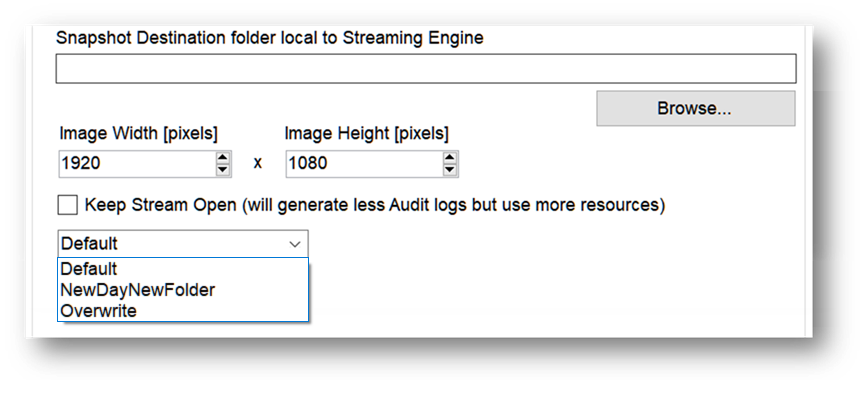 Snapshot Destination folder local to Streaming Engine
Browse...
Image Width [pixels] Image Height [pixels]
1920 x 1080
Keep Stream Open (will generate less Audit logs but use more resources)
Default
Default
NewDayNewFolder
Overwrite